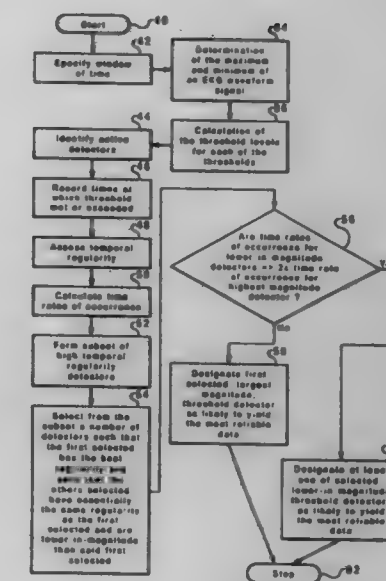 Start
Specify window
of time
Determination
of the maximum
and minimum of
an EKG waveform
signal
Calculation of
the threshold levels
for each of the
thresholds
44
Identify active
detectors
46
Record times at
which threshold
met or exceeded
48
Assess temporal
regularity
Calculate time
rates of occurrence
Form subset of
high temporal
regularity
detectors
Select from the
subset a number of
detectors such that
the first selected
has the best
others selected
have essentially
the same regularity
as the first
selected and are
lower in-magnitude
than said first
selected
56
Are time rates
of occurrence for
lower in magnitude
detectors => 2x time rate
of occurrence for
highest magnitude
detector ?
No
Designate first
selected, largest
magnitude,
threshold detector
as likely to yield
the most reliable
data
Designate at least
one of selected
lower-in magnitude
threshold detector
as likely to yield
the most reliable
data
Stop
62